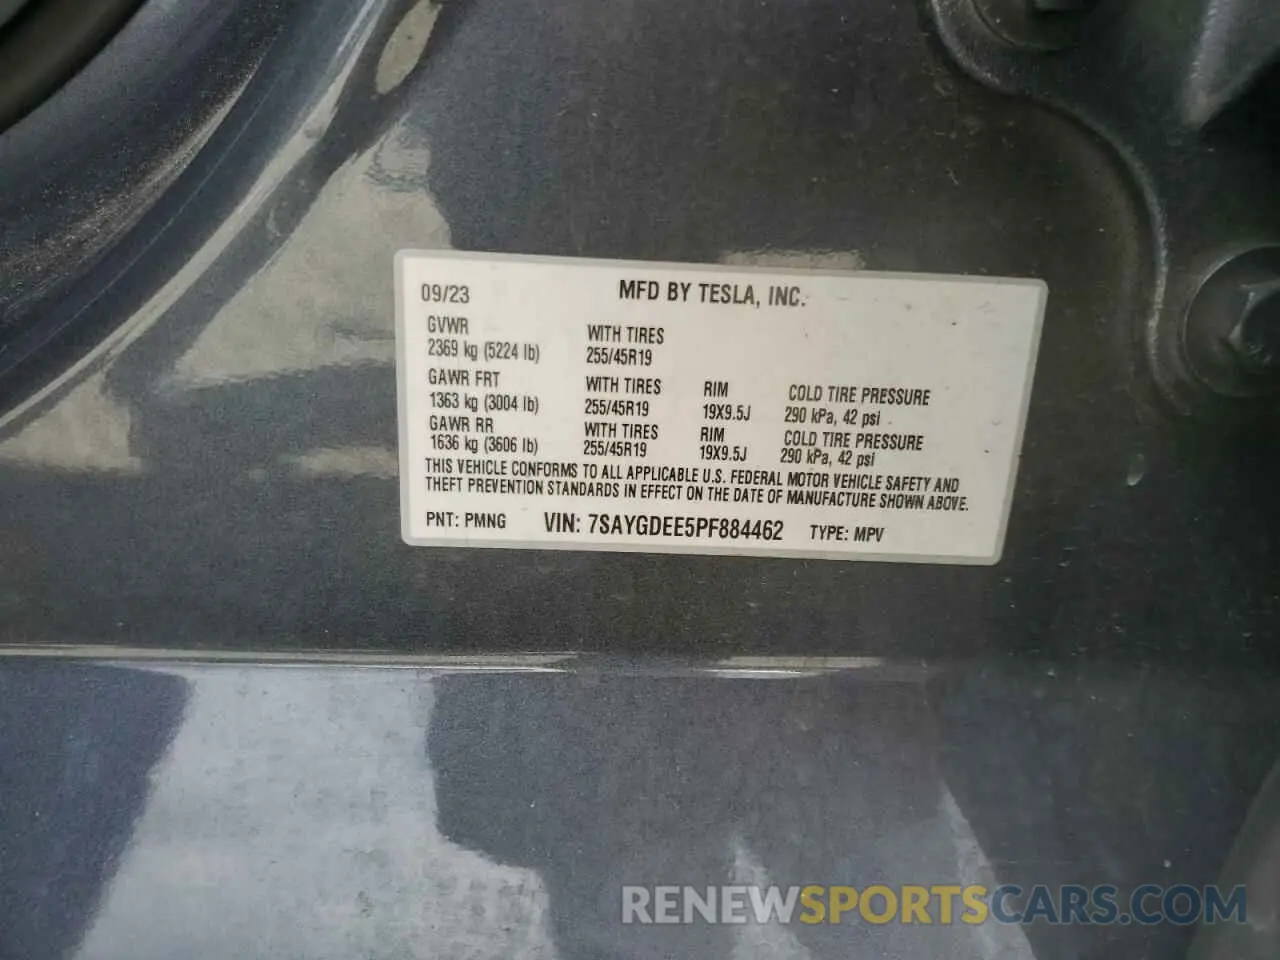 09/23 MFD BY TESLA, INC.
GVWR WITH TIRES
2369 kg (5224 lb) 255/45R19
GAWR FRT WITH TIRES RIM COLD TIRE PRESSURE
1363 kg (3004 lb) 255/45R19 19X9.5J 290 kPa, 42 psi
GAWR RR WITH TIRES RIM COLD TIRE PRESSURE
1636 kg (3606 lb) 255/45R19 19X9.5J 290 kPa, 42 psi
THIS VEHICLE CONFORMS TO ALL APPLICABLE U.S. FEDERAL MOTOR VEHICLE SAFETY AND
THEFT PREVENTION STANDARDS IN EFFECT ON THE DATE OF MANUFACTURE SHOWN ABOVE.
PNT: PMNG VIN: 7SAYGDEE5PF884462 TYPE: MPV
RENEWSPORTSCARS.COM